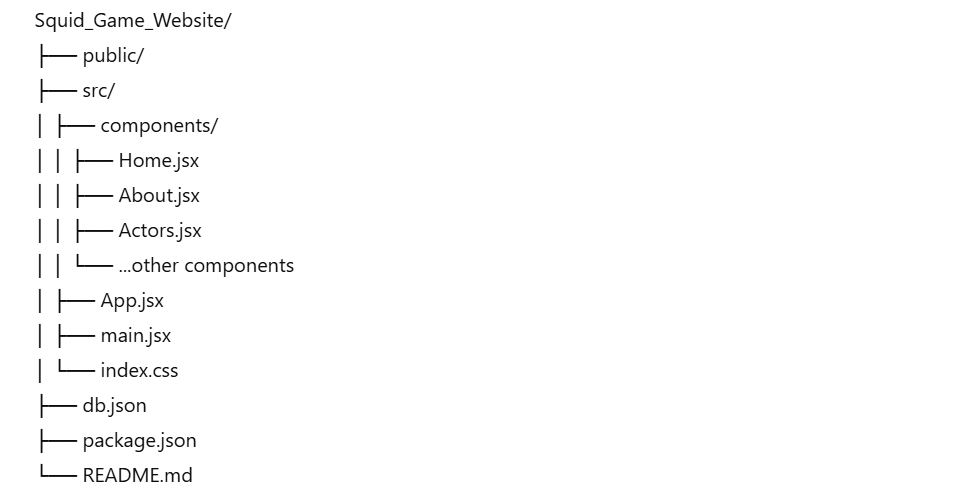 Squid_Game_Website/
├── public/
├── src/
│ ├── components/
│ │ ├── Home.jsx
│ │ ├── About.jsx
│ │ ├── Actors.jsx
│ │ └── ...other components
│ ├── App.jsx
│ ├── main.jsx
│ └── index.css
├── db.json
├── package.json
└── README.md